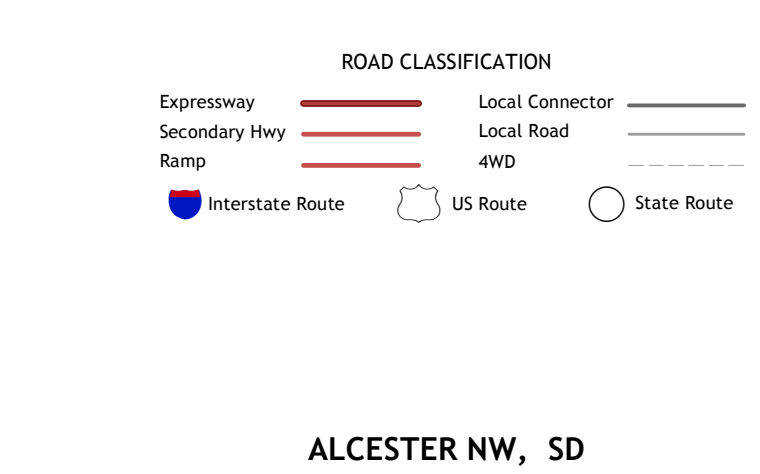 ROAD CLASSIFICATION
Expressway Local Connector
Secondary Hwy Local Road
Ramp 4WD
Interstate Route US Route State Route
ALCESTER NW, SD